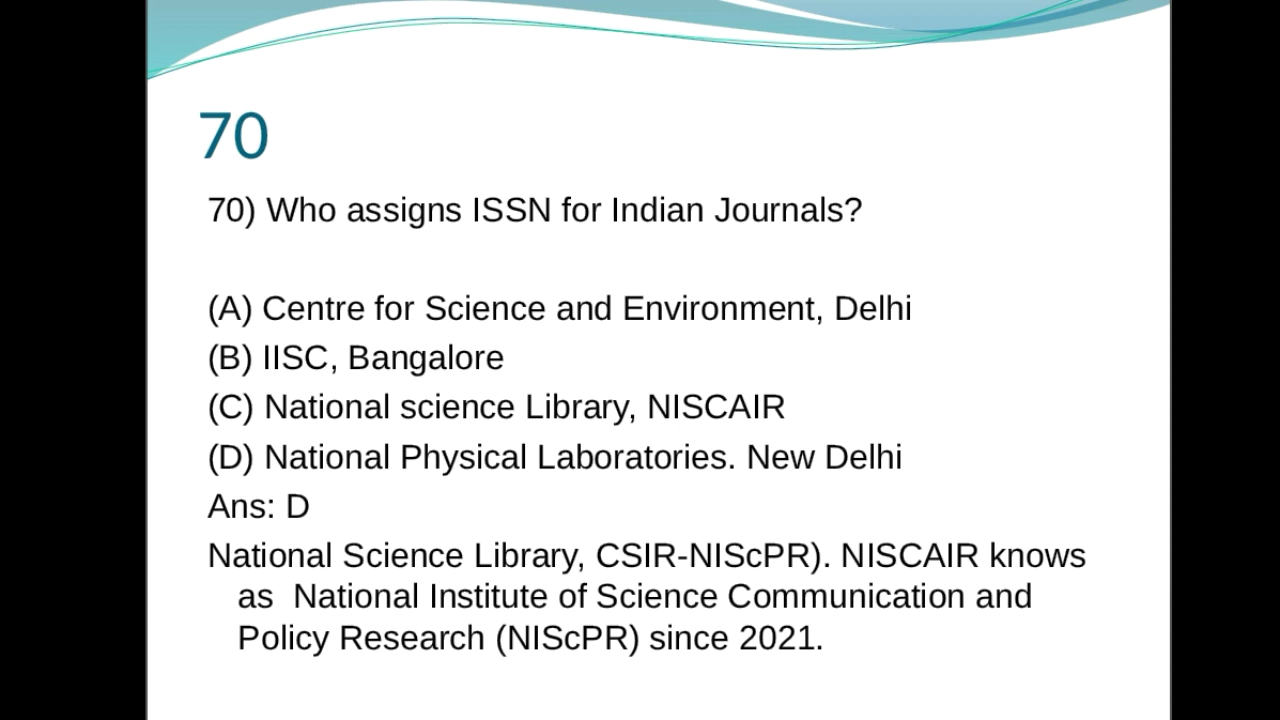 70
70) Who assigns ISSN for Indian Journals?
(A) Centre for Science and Environment, Delhi
(B) IISC, Bangalore
(C) National science Library, NISCAIR
(D) National Physical Laboratories. New Delhi
Ans: D
National Science Library, CSIR-NIScPR). NISCAIR knows
as  National Institute of Science Communication and
Policy Research (NIScPR) since 2021.